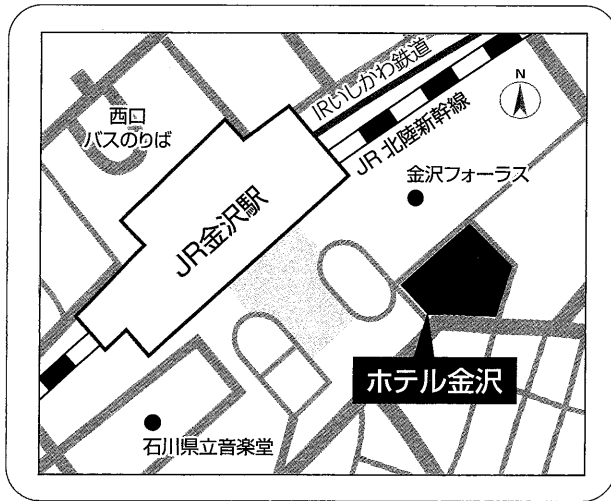 IRいしかわ鉄道
N
西口
バスのりば
JR 北陸新幹線
金沢フォーラス
JR金沢駅
ホテル金沢
石川県立音楽堂